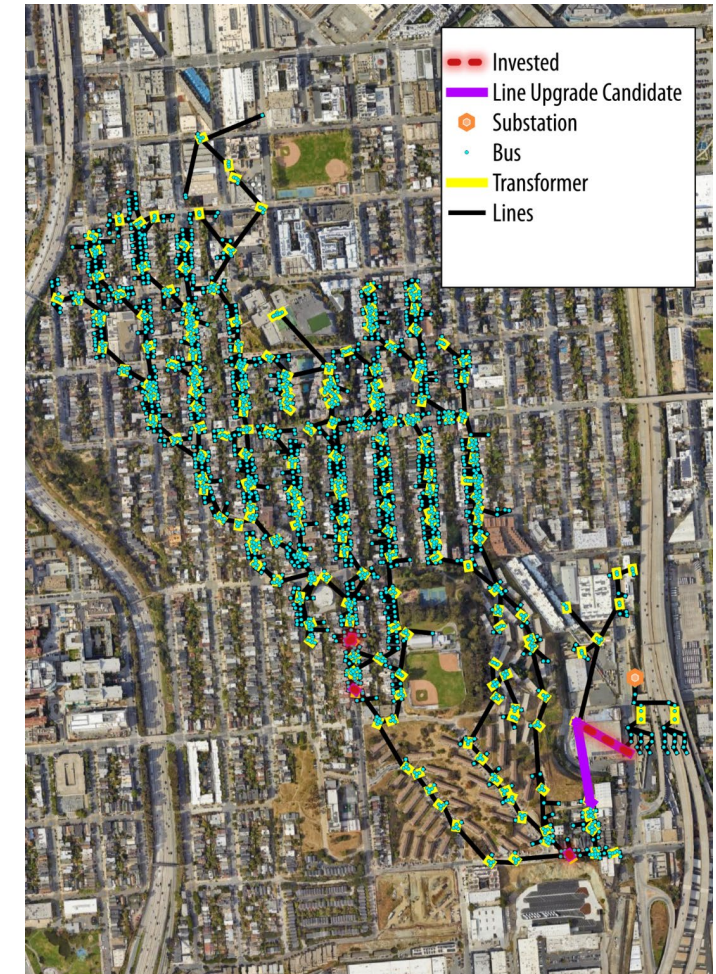 Invested
Line Upgrade Candidate
Substation
Bus
Transformer
Lines